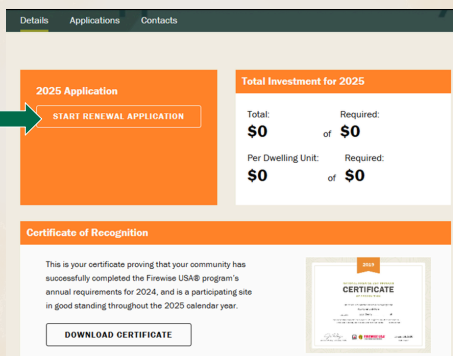 Details Applications Contacts
2025 Application
START RENEWAL APPLICATION
Total Investment for 2025
Total: Required:
$0 of $0
Per Dwelling Unit: Required:
$0 of $0
Certificate of Recognition
This is your certificate proving that your community has
successfully completed the Firewise USA® program's
annual requirements for 2024, and is a participating site
in good standing throughout the 2025 calendar year.
DOWNLOAD CERTIFICATE
2025
CERTIFICATE